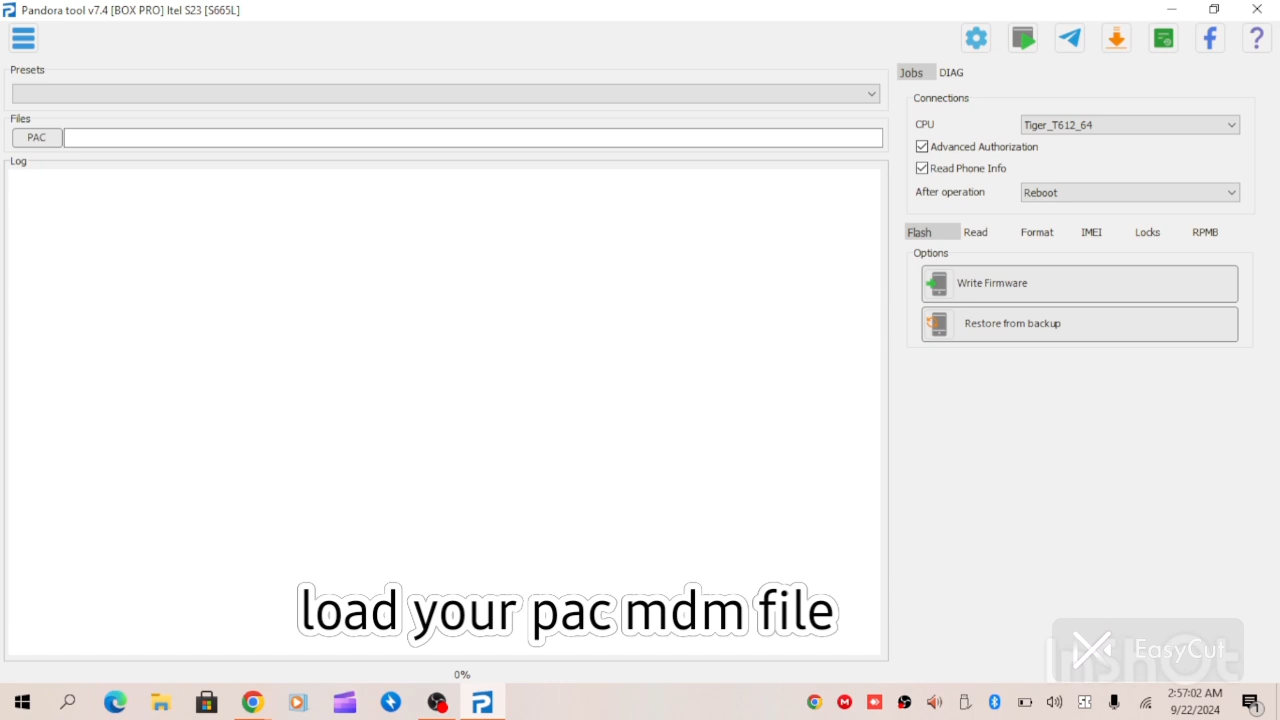 Pandora tool v7.4 [BOX PRO] Itel S23 [S665L]
Presets
Files
PAC
Log
Jobs
DIAG
Connections
CPU
Tiger_T612_64
Advanced Authorization
Read Phone Info
After operation
Reboot
Flash
Read
Format
IMEI
Locks
RPMB
Options
Write Firmware
Restore from backup
load your pac mdm file
InShOt
EasyCut
0%
2:57:02 AM
9/22/2024
1